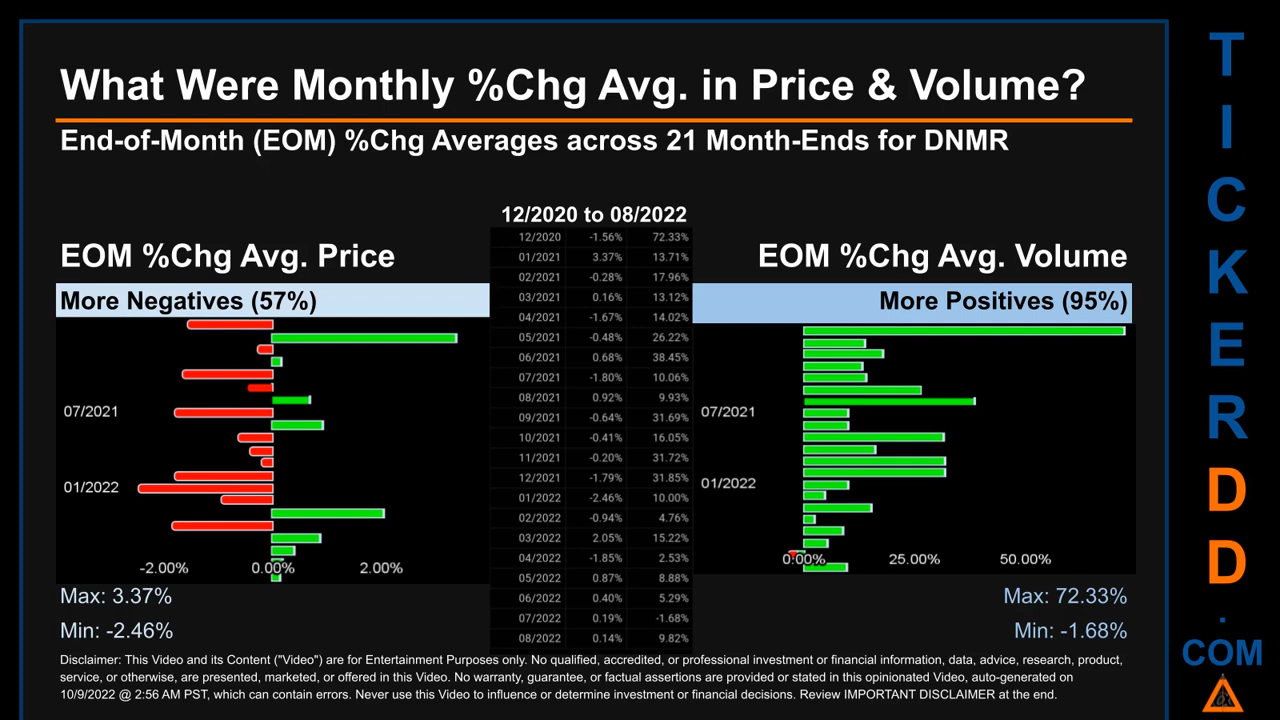 What Were Monthly %Chg Avg. in Price & Volume?
End-of-Month (EOM) %Chg Averages across 21 Month-Ends for DNMR
12/2020 to 08/2022
EOM %Chg Avg. Price
More Negatives (57%)
07/2021
01/2022
-2.00% 0.00% 2.00%
Max: 3.37%
Min: -2.46%
12/2020 -1.56% 72.33%
01/2021 3.37% 13.71%
02/2021 -0.28% 17.96%
03/2021 0.16% 13.12%
04/2021 -1.67% 14.02%
05/2021 -0.48% 26.22%
06/2021 0.68% 38.45%
07/2021 -1.80% 10.06%
08/2021 0.92% 9.93%
09/2021 -0.64% 31.69%
10/2021 -0.41% 16.05%
11/2021 -0.20% 31.72%
12/2021 -1.79% 31.85%
01/2022 -2.46% 10.00%
02/2022 -0.94% 4.76%
03/2022 2.05% 15.22%
04/2022 -1.85% 2.53%
05/2022 0.87% 8.88%
06/2022 0.40% 5.29%
07/2022 0.19% -1.68%
08/2022 0.14% 9.82%
EOM %Chg Avg. Volume
More Positives (95%)
07/2021
01/2022
0.00% 25.00% 50.00%
Max: 72.33%
Min: -1.68%
Disclaimer: This Video and its Content ("Video") are for Entertainment Purposes only. No qualified, accredited, or professional investment or financial information, data, advice, research, product,
service, or otherwise, are presented, marketed, or offered in this Video. No warranty, guarantee, or factual assertions are provided or stated in this opinionated Video, auto-generated on
10/9/2022 @ 2:56 AM PST, which can contain errors. Never use this Video to influence or determine investment or financial decisions. Review IMPORTANT DISCLAIMER at the end.
T
I
C
K
E
R
D
D
.
COM